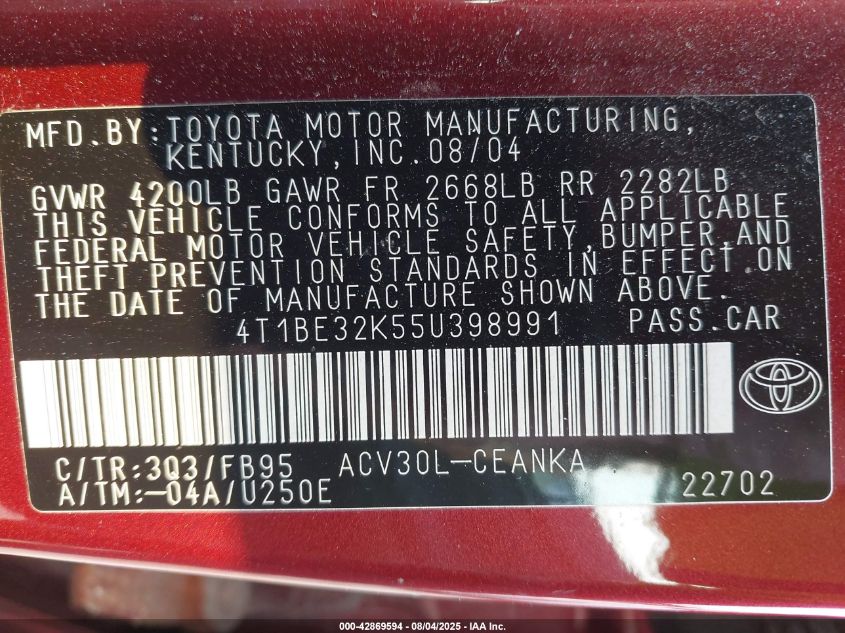 MFD.BY:TOYOTA MOTOR MANUFACTURING,
KENTUCKY,INC.08/04
GVWR 4200LB GAWR FR 2668LB RR 2282LB
THIS VEHICLE CONFORMS TO ALL APPLICABLE
FEDERAL MOTOR VEHICLE SAFETY,BUMPER,AND
THEFT PREVENTION STANDARDS IN EFFECT ON
THE DATE OF MANUFACTURE SHOWN ABOVE.
4T1BE32K55U398991 PASS.CAR
C/TR:3Q3/FB95 ACV30L-CEANKA
A/TM:-04A/U250E 22702
000-42869594 - 08/04/2025 - IAA Inc.